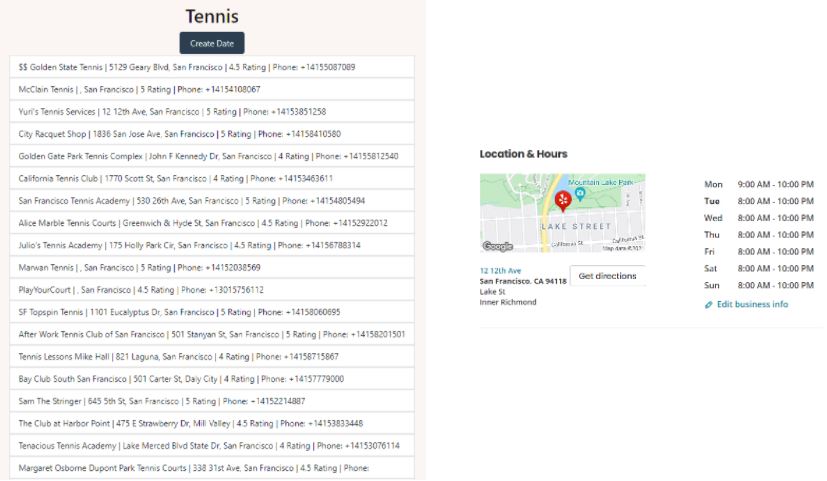 Tennis
Create Date
$$ Golden State Tennis | 5129 Geary Blvd, San Francisco | 4.5 Rating | Phone: +14155087089
McClain Tennis | , San Francisco | 5 Rating | Phone: +14154108067
Yuri's Tennis Services | 12 12th Ave, San Francisco | 5 Rating | Phone: +14153851258
City Racquet Shop | 1836 San Jose Ave, San Francisco | 5 Rating | Phone: +14158410580
Golden Gate Park Tennis Complex | John F Kennedy Dr, San Francisco | 4 Rating | Phone: +14155812540
California Tennis Club | 1770 Scott St, San Francisco | 4 Rating | Phone: +14153463611
San Francisco Tennis Academy | 530 26th Ave, San Francisco | 5 Rating | Phone: +14154805494
Alice Marble Tennis Courts | Greenwich & Hyde St, San Francisco | 4.5 Rating | Phone: +14152922012
Julio's Tennis Academy | 175 Holly Park Cir, San Francisco | 4.5 Rating | Phone: +14156788314
Marwan Tennis | , San Francisco | 5 Rating | Phone: +14152038569
PlayYourCourt | , San Francisco | 4.5 Rating | Phone: +13015756112
SF Topspin Tennis | 1101 Eucalyptus Dr, San Francisco | 5 Rating | Phone: +14158060695
After Work Tennis Club of San Francisco | 501 Stanyan St, San Francisco | 5 Rating | Phone: +14158201501
Tennis Lessons Mike Hall | 821 Laguna, San Francisco | 4 Rating | Phone: +14158715867
Bay Club South San Francisco | 501 Carter St, Daly City | 4 Rating | Phone: +14157779000
Sam The Stringer | 645 5th St, San Francisco | 5 Rating | Phone: +14152214887
The Club at Harbor Point | 475 E Strawberry Dr, Mill Valley | 4.5 Rating | Phone: +14153833448
Tenacious Tennis Academy | Lake Merced Blvd State Dr, San Francisco | 4 Rating | Phone: +14153076114
Margaret Osborne Dupont Park Tennis Courts | 338 31st Ave, San Francisco | 4.5 Rating | Phone:
Location & Hours
Mountain Lake Park
LAKE STREET
California St
California St
Google
Map data
12 12th Ave
San Francisco, CA 94118
Lake St
Inner Richmond
Get directions
Mon 9:00 AM - 10:00 PM
Tue 8:00 AM - 10:00 PM
Wed 8:00 AM - 10:00 PM
Thu 8:00 AM - 10:00 PM
Fri 8:00 AM - 10:00 PM
Sat 8:00 AM - 10:00 PM
Sun 8:00 AM - 10:00 PM
Edit business info